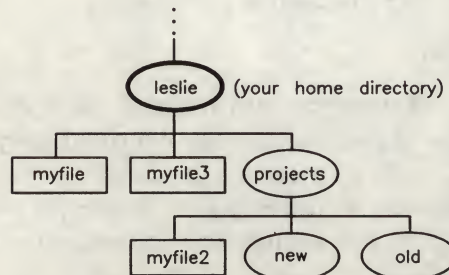 leslie (your home directory)
myfile myfile3 projects
myfile2 new old